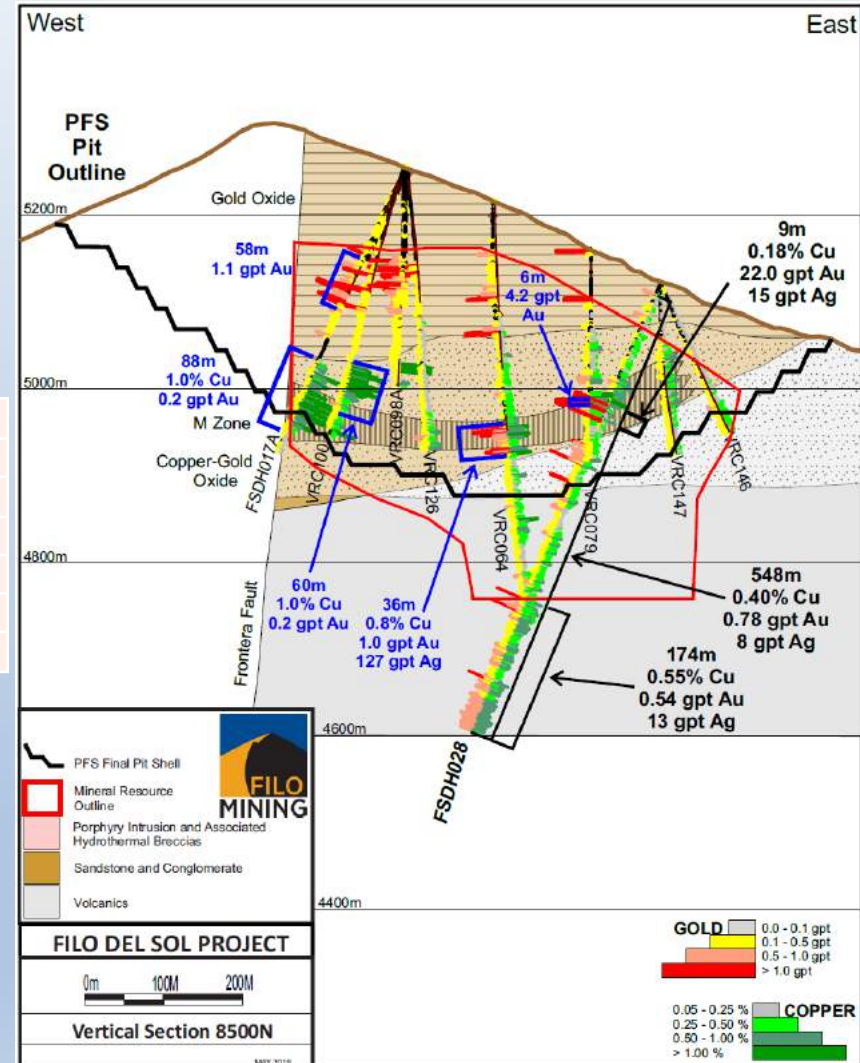 West
East
PFS
Pit
Outline
Gold Oxide
5200m
58m
1.1 gpt Au
6m
4.2 gpt
Au
9m
0.18% Cu
22.0 gpt Au
15 gpt Ag
88m
1.0% Cu
0.2 gpt Au
5000m
M Zone
Copper-Gold
Oxide
FSDH017A
VRC100
VRC098A
VRC126
VRC064
VRC079
VRC147
VRC146
4800m
60m
1.0% Cu
0.2 gpt Au
36m
0.8% Cu
1.0 gpt Au
127 gpt Ag
548m
0.40% Cu
0.78 gpt Au
8 gpt Ag
174m
0.55% Cu
0.54 gpt Au
13 gpt Ag
Frontera Fault
4600m
FSDH028
PFS Final Pit Shell
Mineral Resource
Outline
Porphyry Intrusion and Associated
Hydrothermal Breccias
Sandstone and Conglomerate
Volcanics
FILO
MINING
4400m
FILO DEL SOL PROJECT
0m 100M 200M
Vertical Section 8500N
GOLD
0.0 - 0.1 gpt
0.1 - 0.5 gpt
0.5 - 1.0 gpt
> 1.0 gpt
COPPER
0.05 - 0.25 %
0.25 - 0.50 %
0.50 - 1.00 %
> 1.00 %